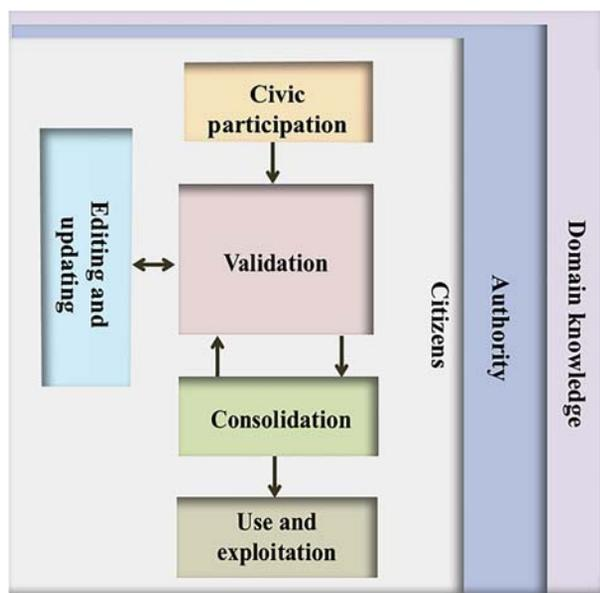 Civic
participation
Editing and
updating
Validation
Consolidation
Use and
exploitation
Citizens
Authority
Domain knowledge